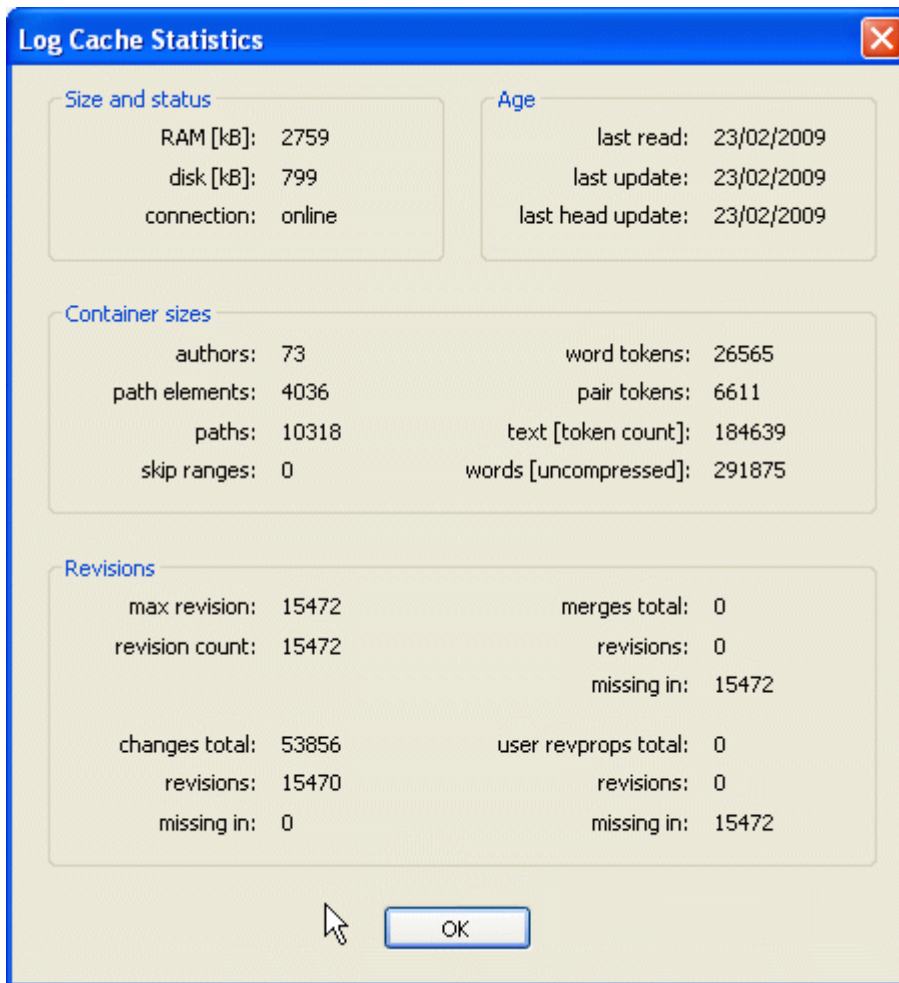 Log Cache Statistics
Size and status
RAM [kB]: 2759
disk [kB]: 799
connection: online
Age
last read: 23/02/2009
last update: 23/02/2009
last head update: 23/02/2009
Container sizes
authors: 73
path elements: 4036
paths: 10318
skip ranges: 0
word tokens: 26565
pair tokens: 6611
text [token count]: 184639
words [uncompressed]: 291875
Revisions
max revision: 15472
revision count: 15472
changes total: 53856
revisions: 15470
missing in: 0
merges total: 0
revisions: 0
missing in: 15472
user revprops total: 0
revisions: 0
missing in: 15472
OK